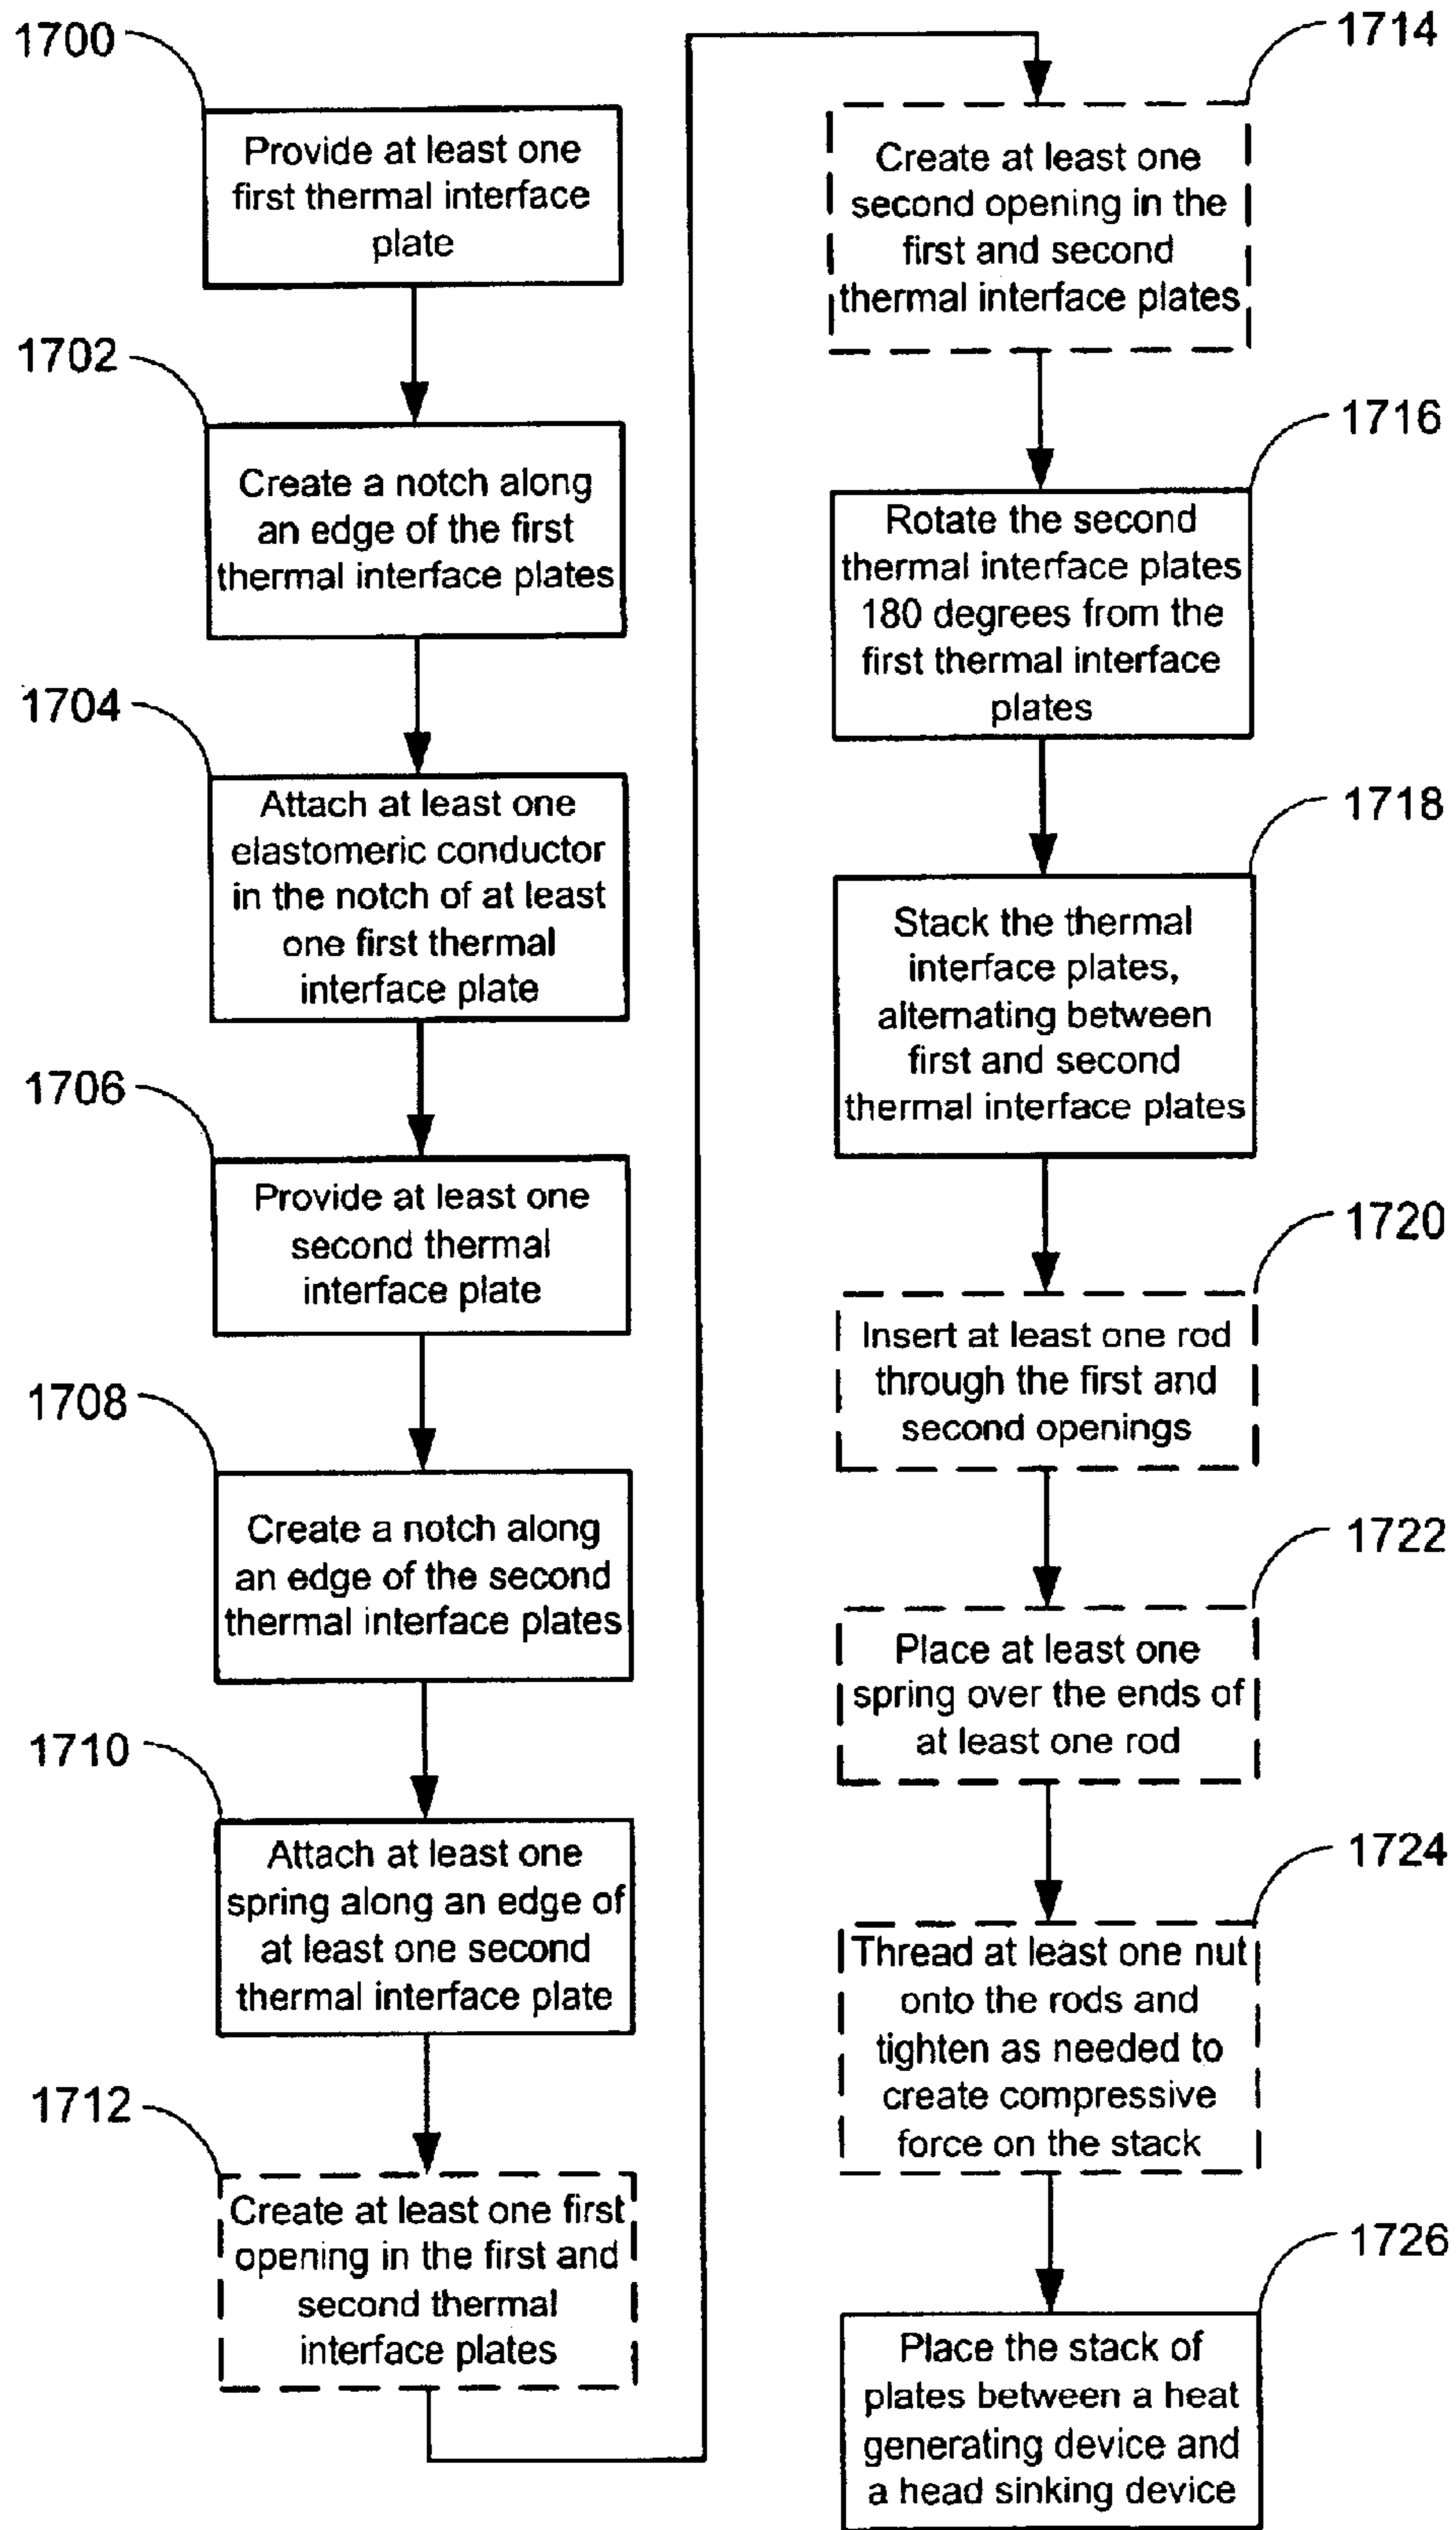 1700
Provide at least one
first thermal interface
plate
1702
Create a notch along
an edge of the first
thermal interface plates
1704
Attach at least one
elastomeric conductor
in the notch of at least
one first thermal
interface plate
1706
Provide at least one
second thermal
interface plate
1708
Create a notch along
an edge of the second
thermal interface plates
1710
Attach at least one
spring along an edge of
at least one second
thermal interface plate
1712
Create at least one first
opening in the first and
second thermal
interface plates
1714
Create at least one
second opening in the
first and second
thermal interface plates
1716
Rotate the second
thermal interface plates
180 degrees from the
first thermal interface
plates
1718
Stack the thermal
interface plates,
alternating between
first and second
thermal interface plates
1720
Insert at least one rod
through the first and
second openings
1722
Place at least one
spring over the ends of
at least one rod
1724
Thread at least one nut
onto the rods and
tighten as needed to
create compressive
force on the stack
1726
Place the stack of
plates between a heat
generating device and
a head sinking device